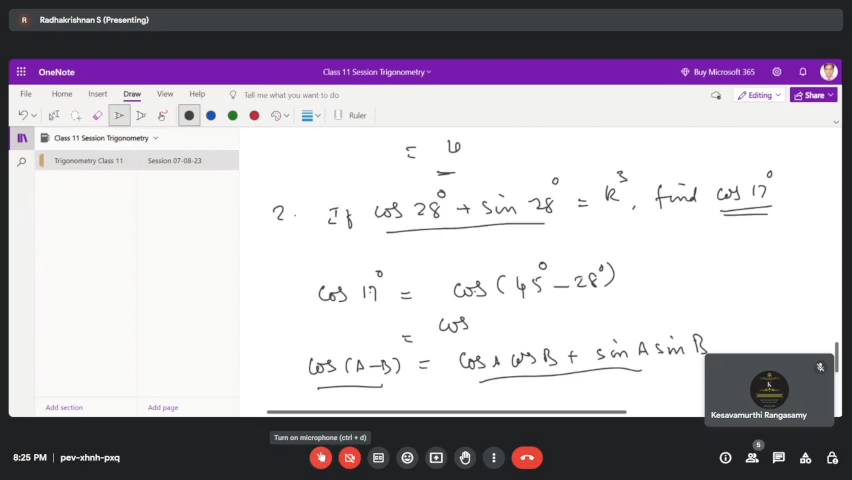 R Radhakrishnan S (Presenting)
OneNote Class 11 Session Trigonometry Buy Microsoft 365
File Home Insert Draw View Help Tell me what you want to do Editing Share
Ruler
Class 11 Session Trigonometry
Trigonometry Class 11 Session 07-08-23
= 6
2. If cos 28° + sin 28° = K³, find cos 17°
cos 17° = cos (45° – 28°)
= cos
cos (A–B) = cos A cos B + sin A sin B
K
Kesavamurthi Rangasamy
Add section Add page
Turn on microphone (ctrl + d)
8:25 PM pev-xhnh-pxq 5